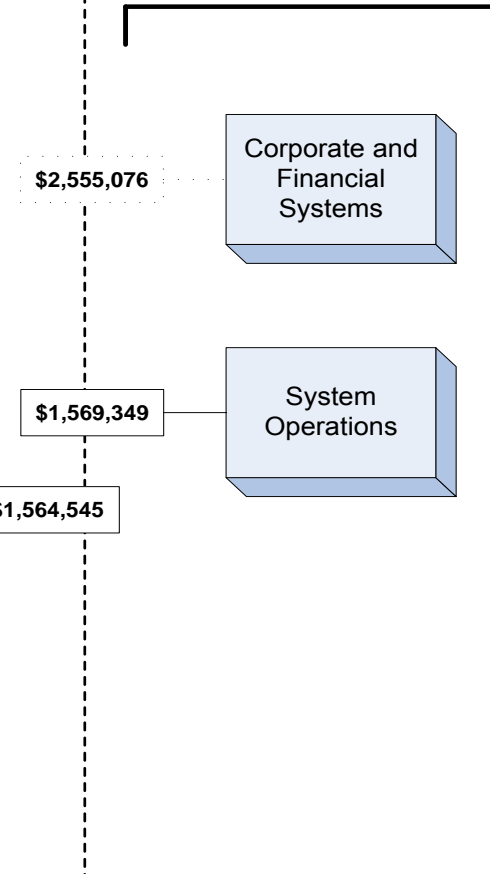 $2,555,076
Corporate and
Financial
Systems
$1,569,349
System
Operations
$1,564,545